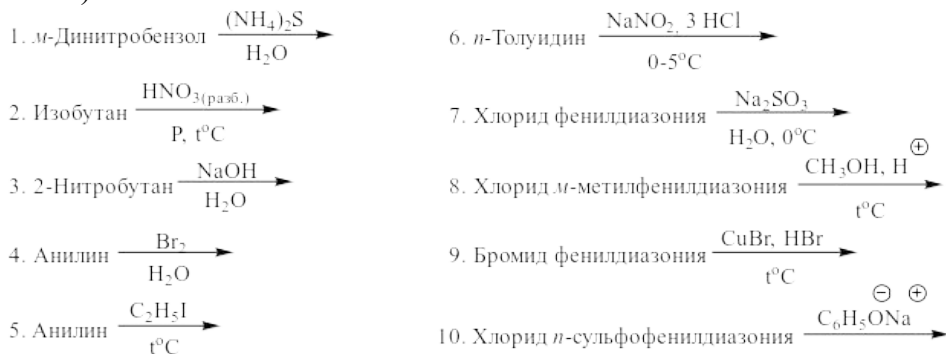 1. м-Динитробензол (NH4)2S H2O
2. Изобутан HNO3(разб.) P, t°C
3. 2-Нитробутан NaOH H2O
4. Анилин Br2 H2O
5. Анилин C2H5I t°C
6. п-Толуидин NaNO2, 3 HCl 0-5°C
7. Хлорид фенилдиазония Na2SO3 H2O, 0°C
8. Хлорид м-метилфенилдиазония CH3OH, H⊕ t°C
9. Бромид фенилдиазония CuBr, HBr t°C
10. Хлорид п-сульфофенилдиазония C6H5O⊖Na⊕